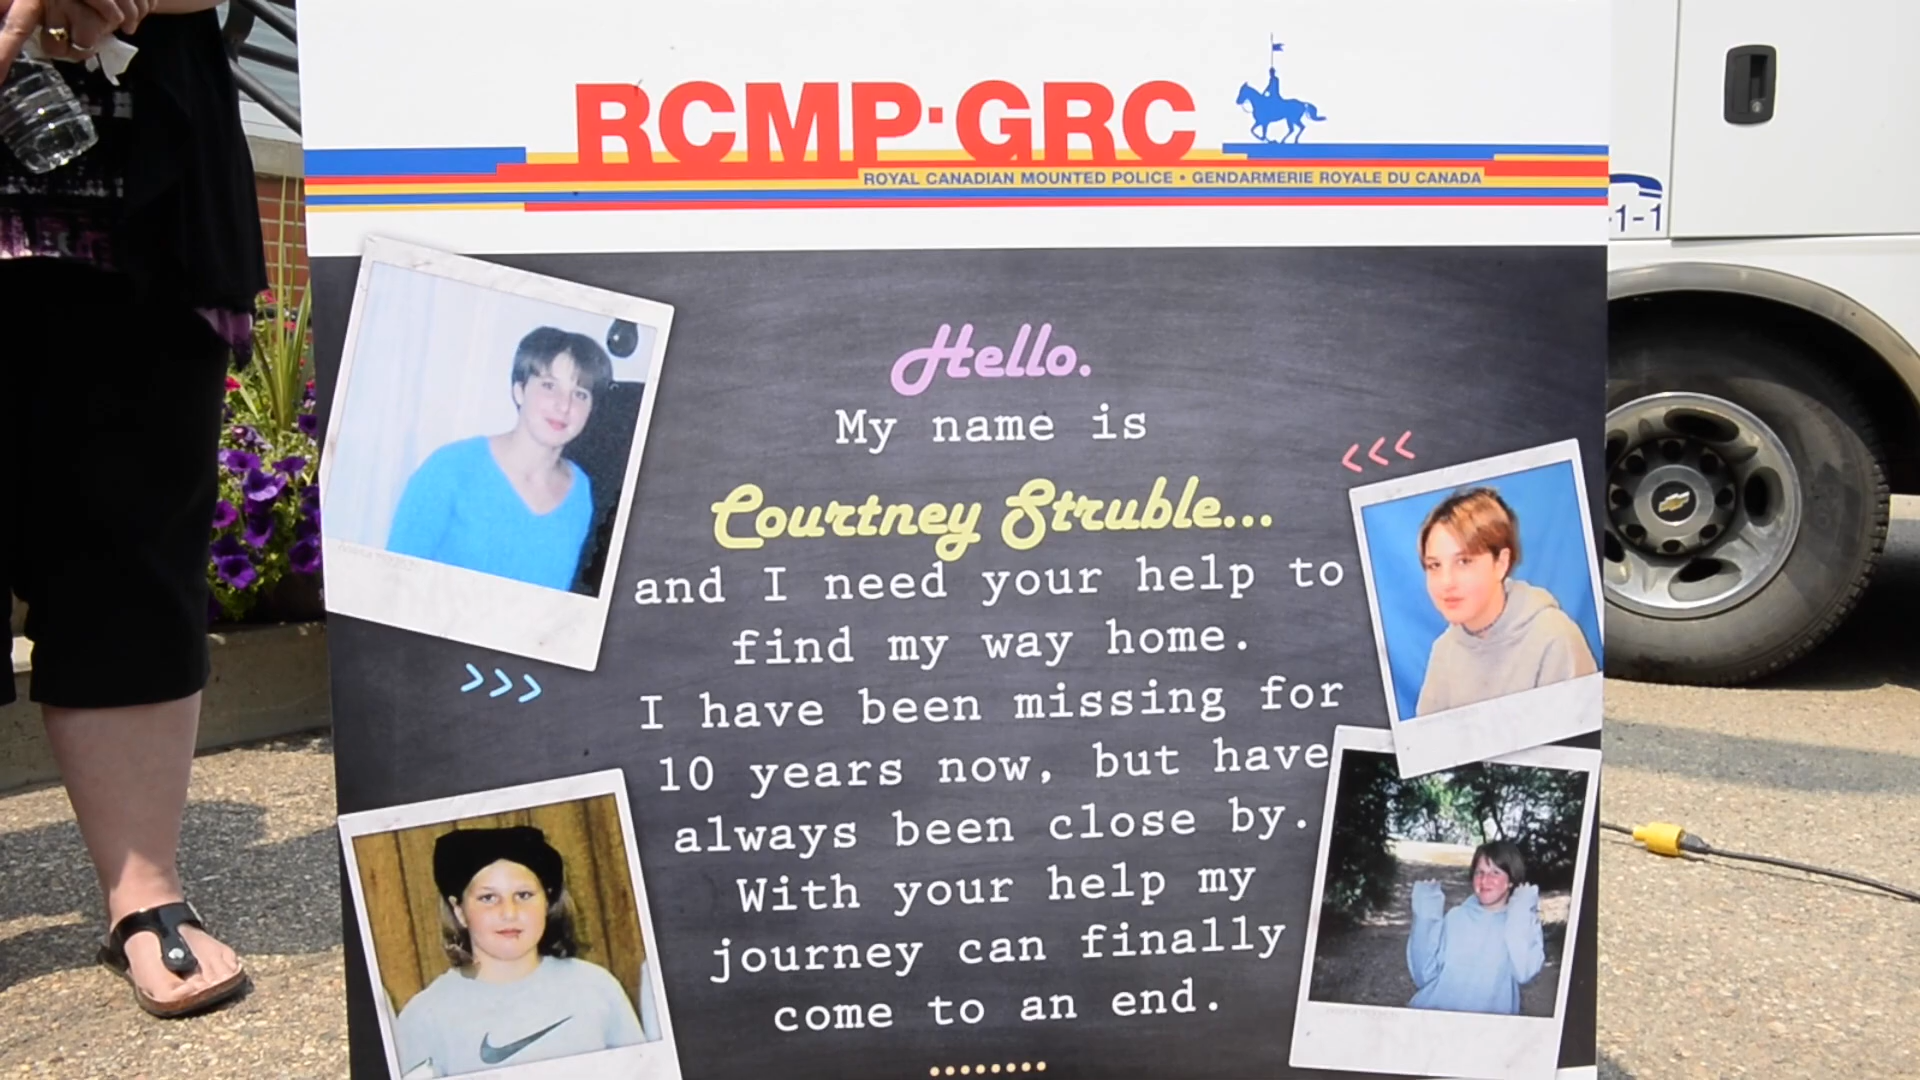 RCMP·GRC
ROYAL CANADIAN MOUNTED POLICE • GENDARMERIE ROYALE DU CANADA
-1-1
Hello.
My name is
Courtney Struble...
and I need your help to
find my way home.
I have been missing for
10 years now, but have
always been close by.
With your help my
journey can finally
come to an end.